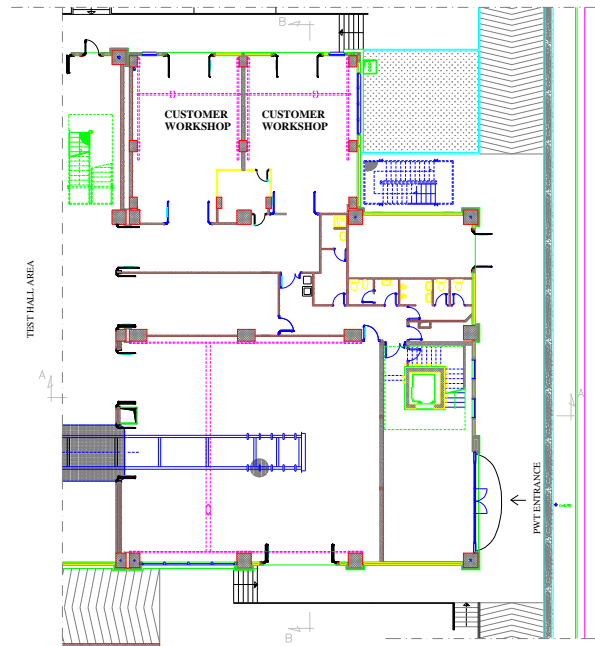 B
CUSTOMER
WORKSHOP
CUSTOMER
WORKSHOP
TEST HALL AREA
A
A
PWT ENTRANCE
B